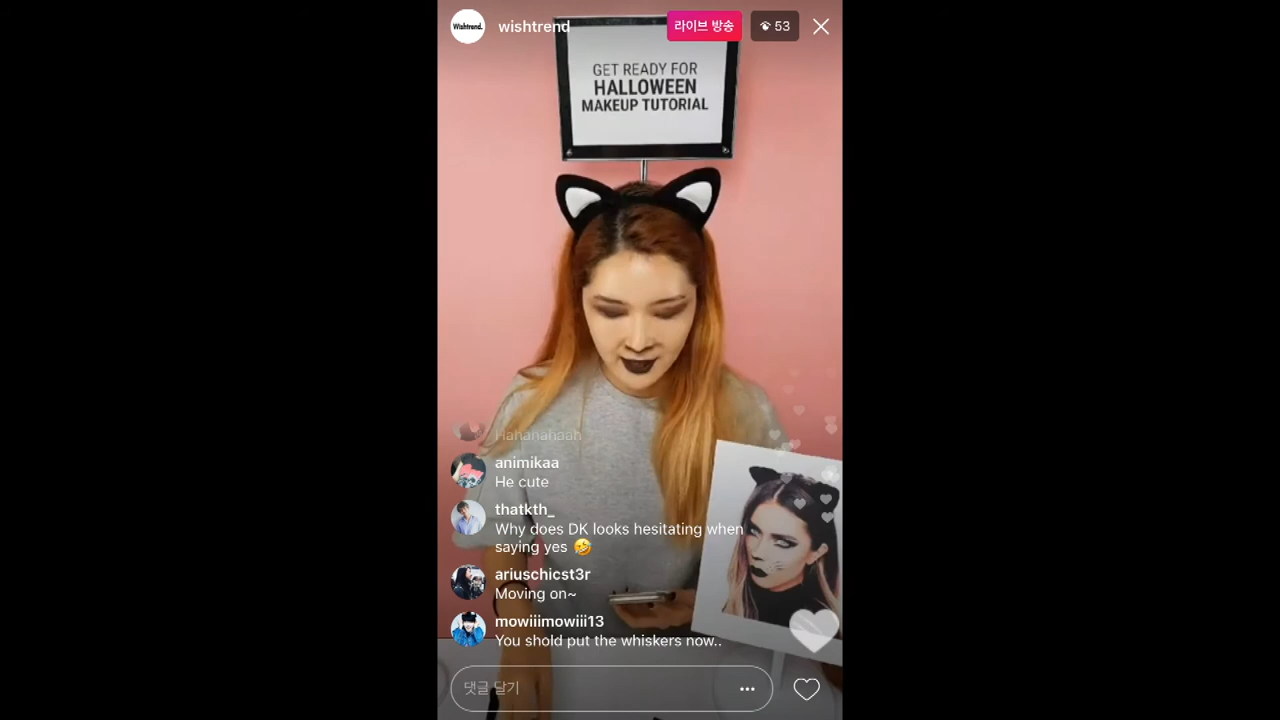 Wishtrend.
wishtrend
라이브 방송
53
GET READY FOR
HALLOWEEN
MAKEUP TUTORIAL
Hahanahaah
animikaa
He cute
thatkth_
Why does DK looks hesitating when
saying yes 🤣
ariuschicst3r
Moving on~
mowiiimowiii13
You shold put the whiskers now..
댓글 달기